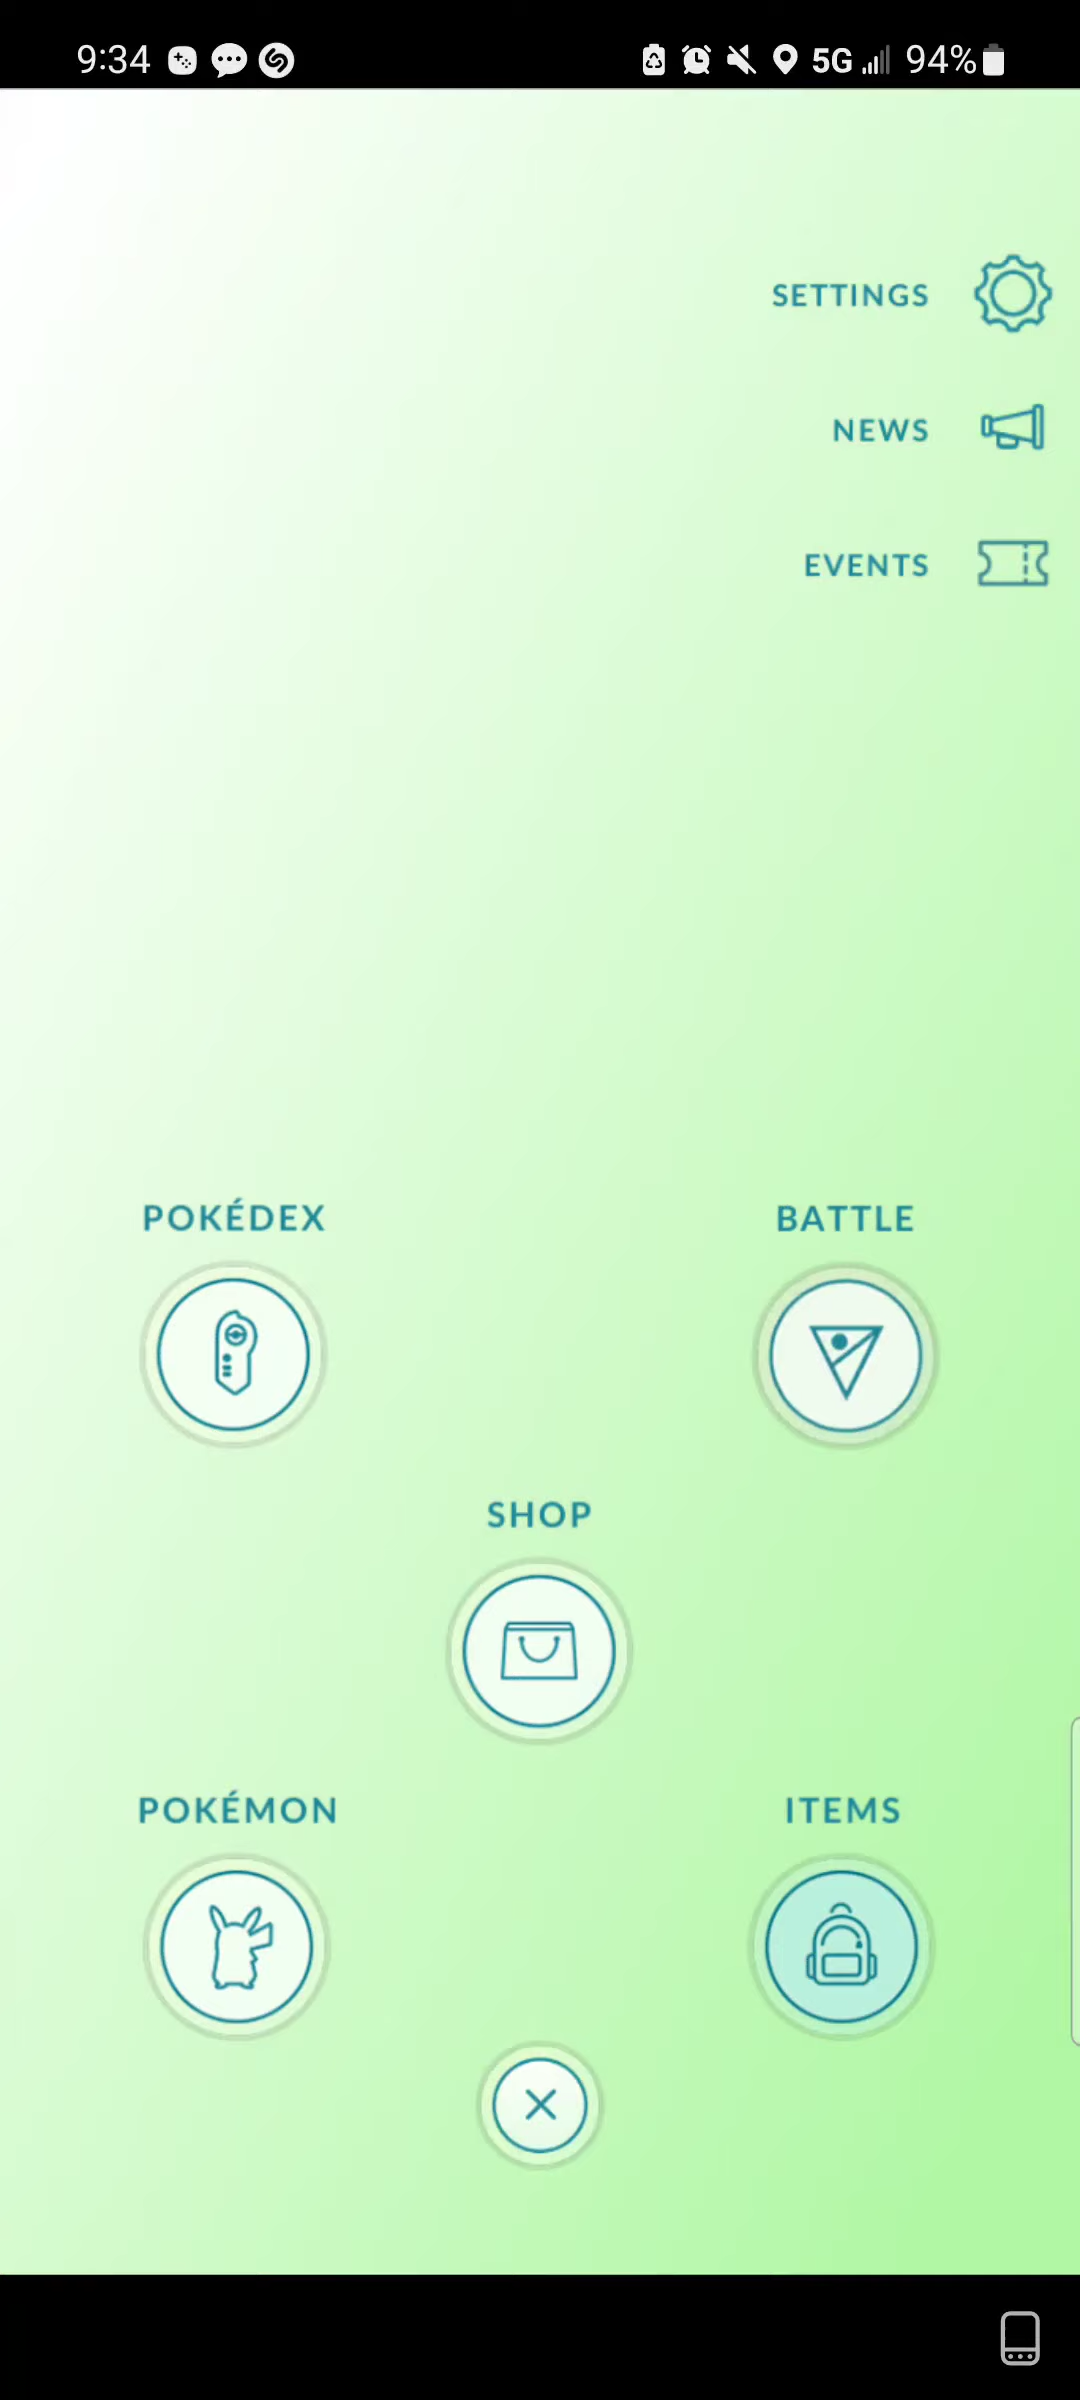 9:34 5G 94%
SETTINGS
NEWS
EVENTS
POKÉDEX
BATTLE
SHOP
POKÉMON
ITEMS